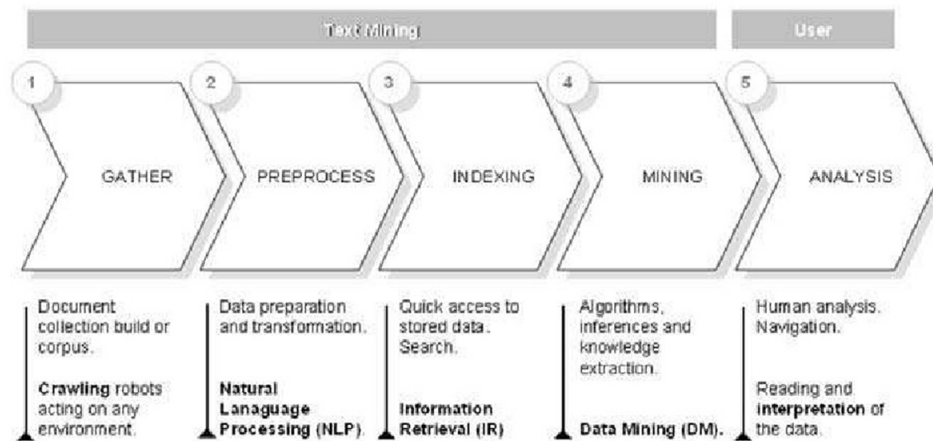 Text Mining
User
1
2
3
4
5
GATHER
PREPROCESS
INDEXING
MINING
ANALYSIS
Document
collection build or
corpus.
Crawling robots
acting on any
environment.
Data preparation
and transformation.
Natural
Lanaguage
Processing (NLP).
Quick access to
stored data.
Search.
Information
Retrieval (IR)
Algorithms,
inferences and
knowledge
extraction.
Data Mining (DM).
Human analysis.
Navigation.
Reading and
interpretation of
the data.